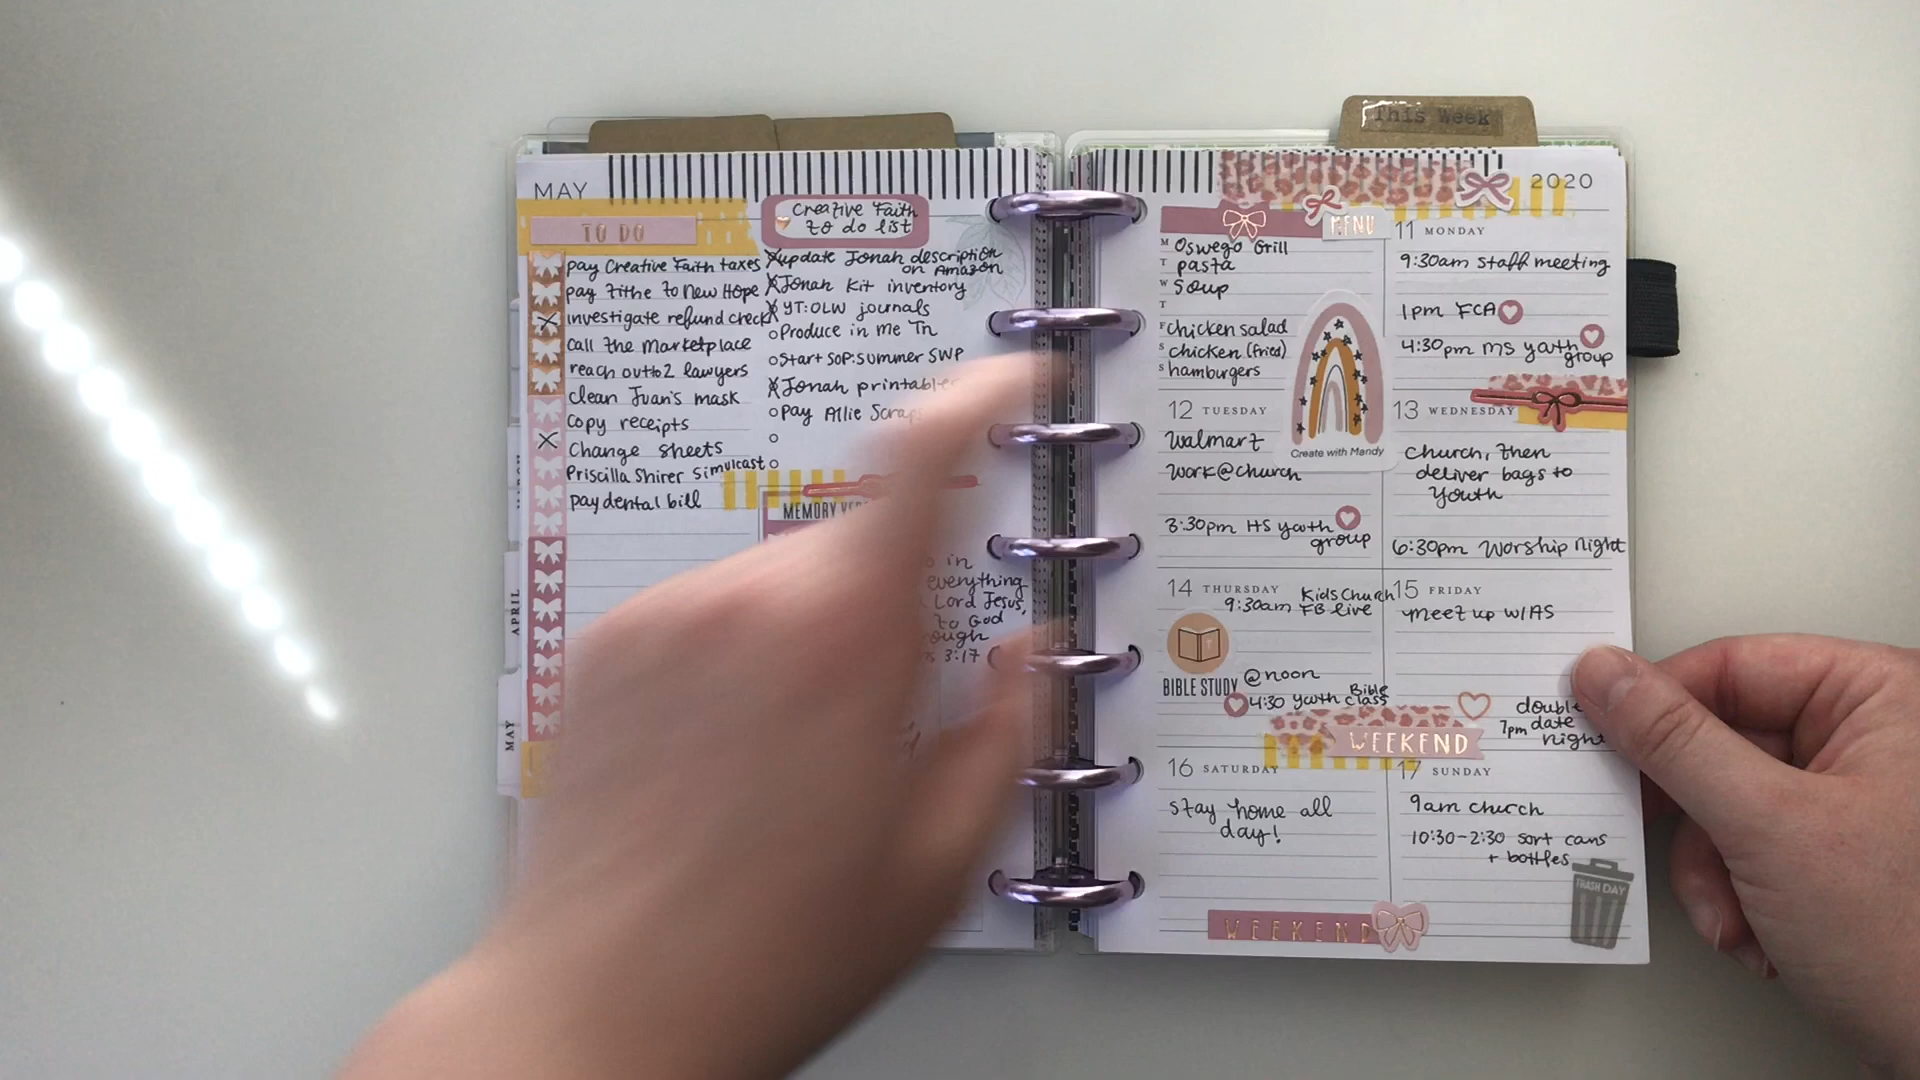 This Week
MAY
TO DO
pay Creative Faith taxes
pay tithe to New Hope
investigate refund check
call the marketplace
reach out to 2 lawyers
clean Juan's mask
copy receipts
change sheets
Priscilla Shirer simulcast
pay dental bill
Creative Faith
to do list
update Jonah description
on Amazon
Jonah Kit inventory
YT: OLW journals
Produce in me Tn
Start SOP: Summer SWP
Jonah printables
pay Allie Scraps
MEMORY
in
everything
Lord Jesus,
to God
3:17
APRIL
MAY
2020
MENU
M Oswego Grill
T pasta
W Soup
T
F chicken salad
S chicken (fried)
S hamburgers
Create with Mandy
11 MONDAY
9:30am staff meeting
1pm FCA
4:30pm MS youth
group
12 TUESDAY
Walmart
work@church
3:30pm HS youth
group
13 WEDNESDAY
Church, then
deliver bags to
youth
6:30pm Worship Night
14 THURSDAY
Kids Church
9:30am FB live
BIBLE STUDY
@noon
4:30 youth Bible
class
15 FRIDAY
meet up w/AS
double
7pm date
night
WEEKEND
16 SATURDAY
stay home all
day!
17 SUNDAY
9am church
10:30-2:30 sort cans
+ bottles
TRASH DAY
WEEKEND